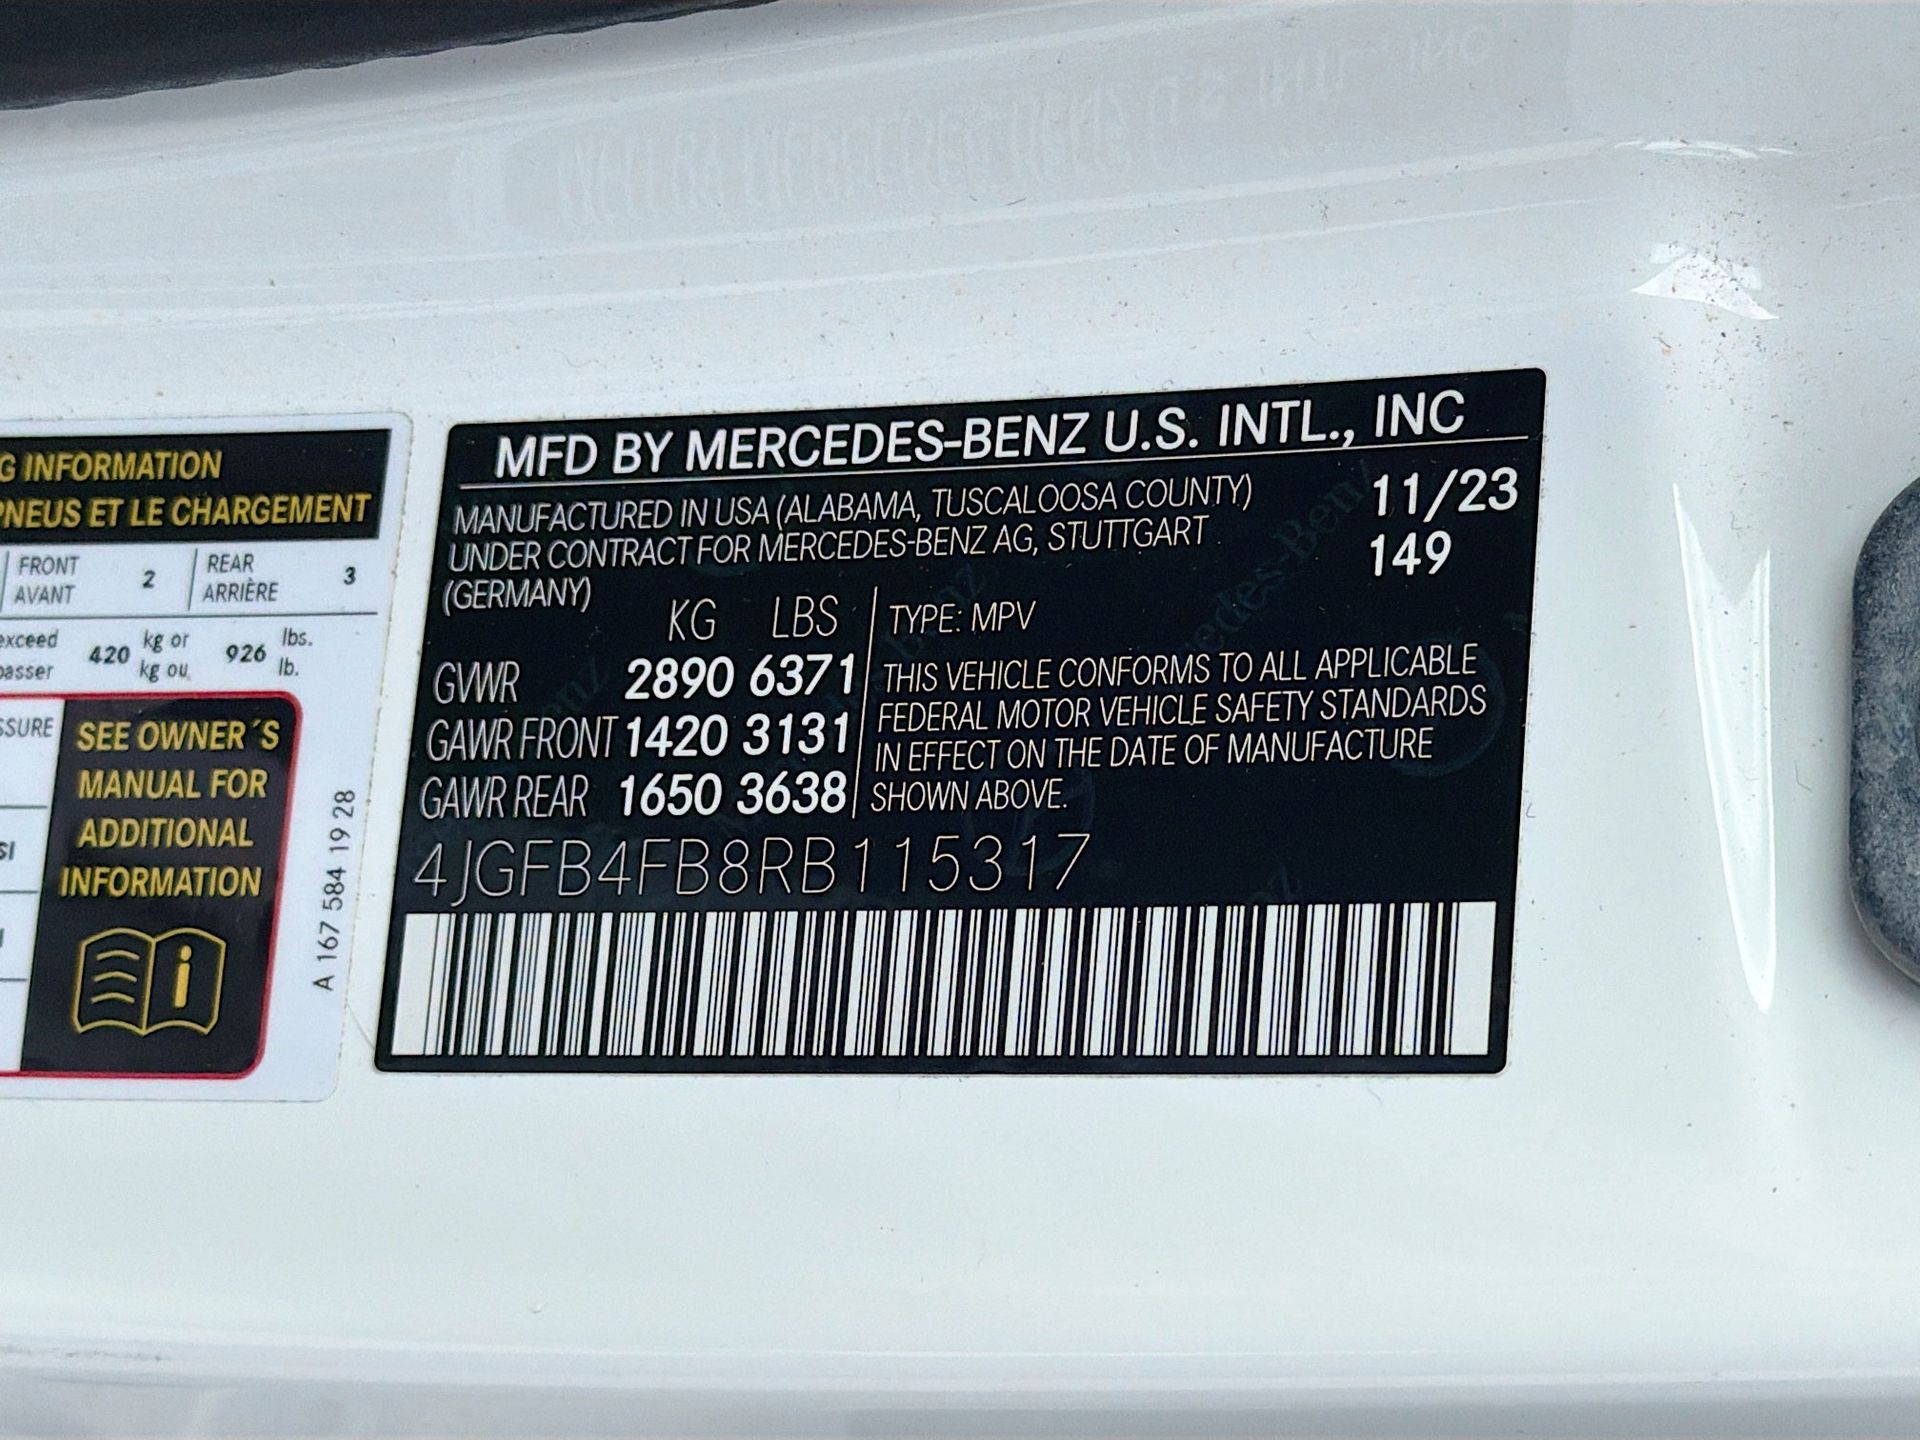 G INFORMATION
PNEUS ET LE CHARGEMENT
FRONT 2 REAR 3
AVANT ARRIÈRE
exceed 420 kg or 926 lbs.
passer kg ou lb.
SSURE
SEE OWNER´S
MANUAL FOR
ADDITIONAL
INFORMATION
SI
i
A 167 584 19 28
MFD BY MERCEDES-BENZ U.S. INTL., INC
MANUFACTURED IN USA (ALABAMA, TUSCALOOSA COUNTY) 11/23
UNDER CONTRACT FOR MERCEDES-BENZ AG, STUTTGART 149
(GERMANY)
KG LBS
GVWR 2890 6371
GAWR FRONT 1420 3131
GAWR REAR 1650 3638
TYPE: MPV
THIS VEHICLE CONFORMS TO ALL APPLICABLE
FEDERAL MOTOR VEHICLE SAFETY STANDARDS
IN EFFECT ON THE DATE OF MANUFACTURE
SHOWN ABOVE.
4JGFB4FB8RB115317